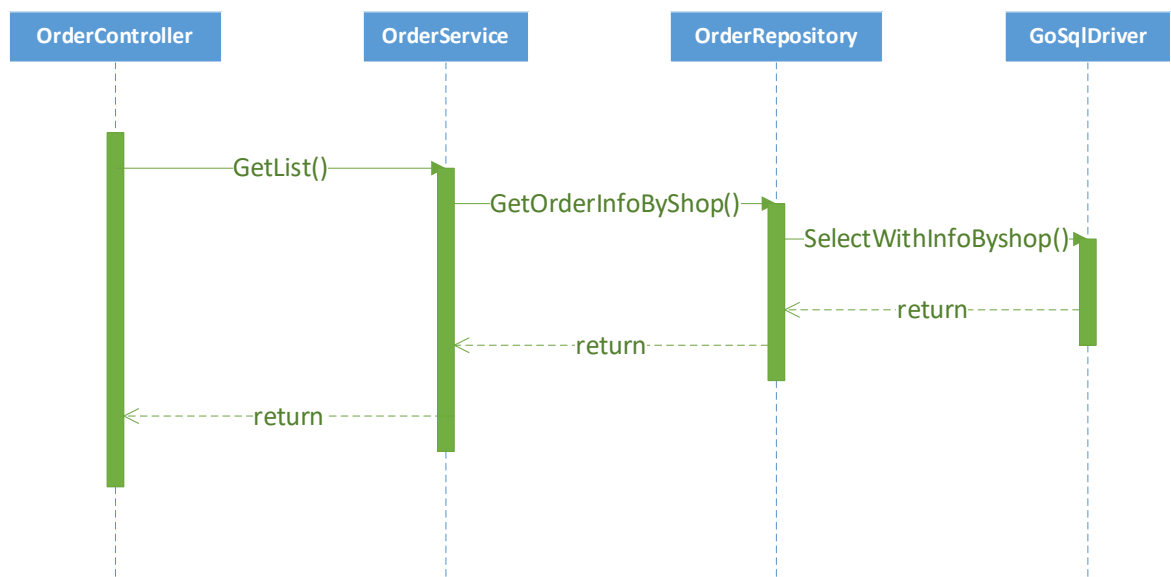 OrderController
OrderService
OrderRepository
GoSqlDriver
GetList()
GetOrderInfoByShop()
SelectWithInfoByshop()
return
return
return